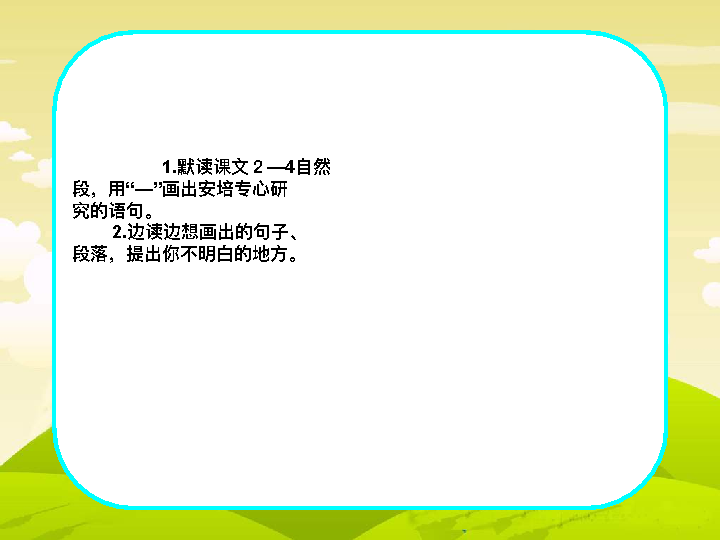 1.默读课文２—4自然
段，用“—”画出安培专心研
究的语句。
2.边读边想画出的句子、
段落，提出你不明白的地方。